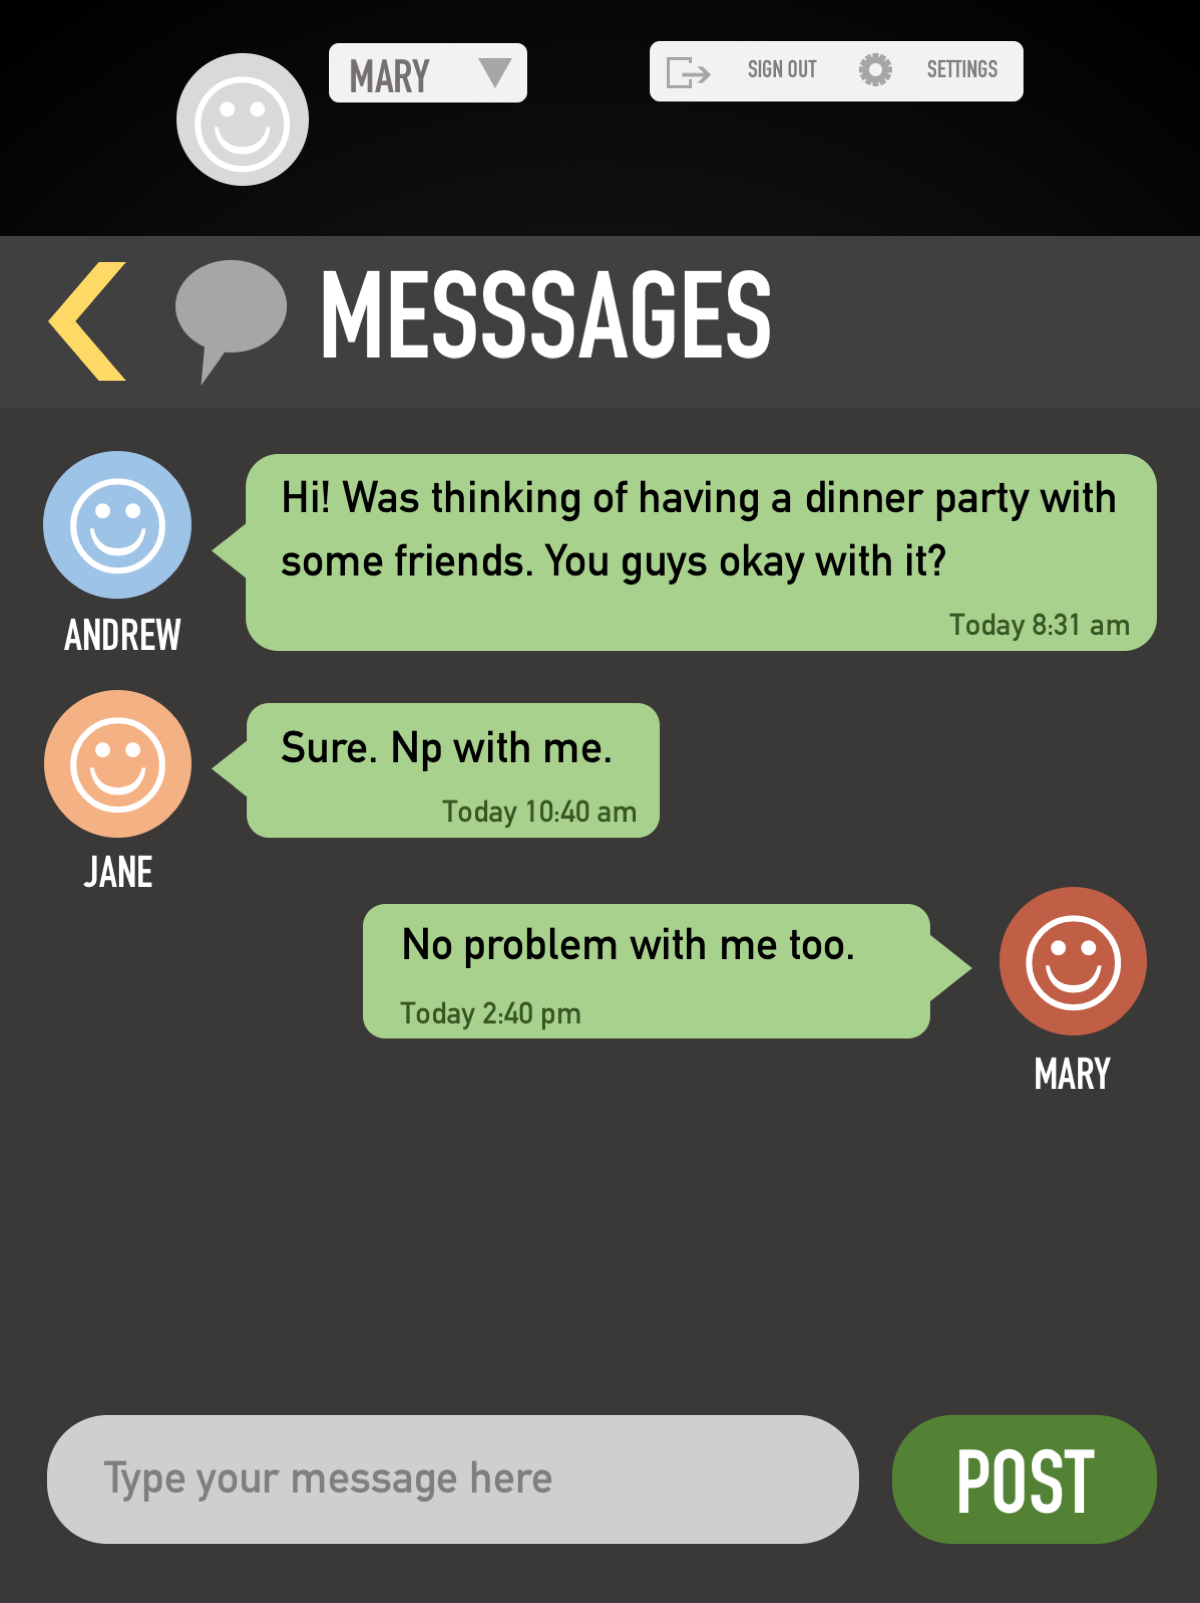 MARY
SIGN OUT
SETTINGS
MESSSAGES
Hi! Was thinking of having a dinner party with
some friends. You guys okay with it?
Today 8:31 am
ANDREW
Sure. Np with me.
Today 10:40 am
JANE
No problem with me too.
Today 2:40 pm
MARY
Type your message here
POST